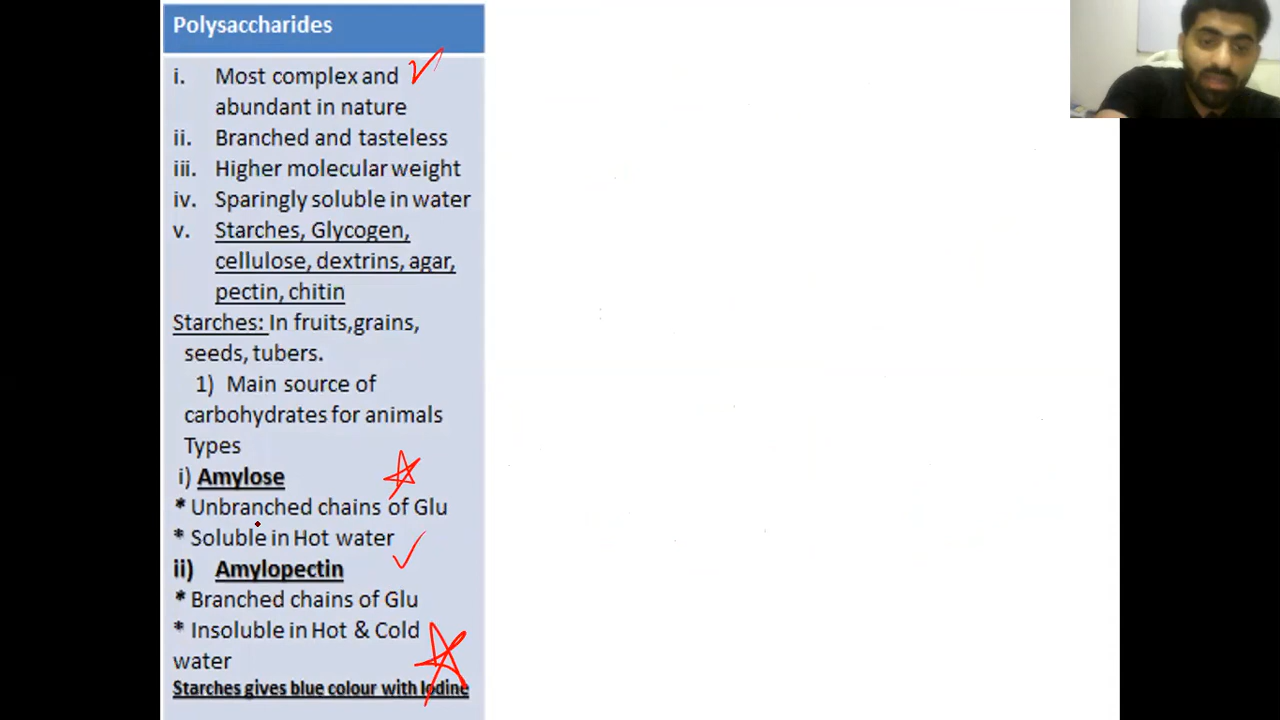 Polysaccharides
i. Most complex and
abundant in nature
ii. Branched and tasteless
iii. Higher molecular weight
iv. Sparingly soluble in water
v. Starches, Glycogen,
cellulose, dextrins, agar,
pectin, chitin
Starches: In fruits,grains,
seeds, tubers.
1) Main source of
carbohydrates for animals
Types
i) Amylose
* Unbranched chains of Glu
* Soluble in Hot water
ii) Amylopectin
* Branched chains of Glu
* Insoluble in Hot & Cold
water
Starches gives blue colour with Iodine